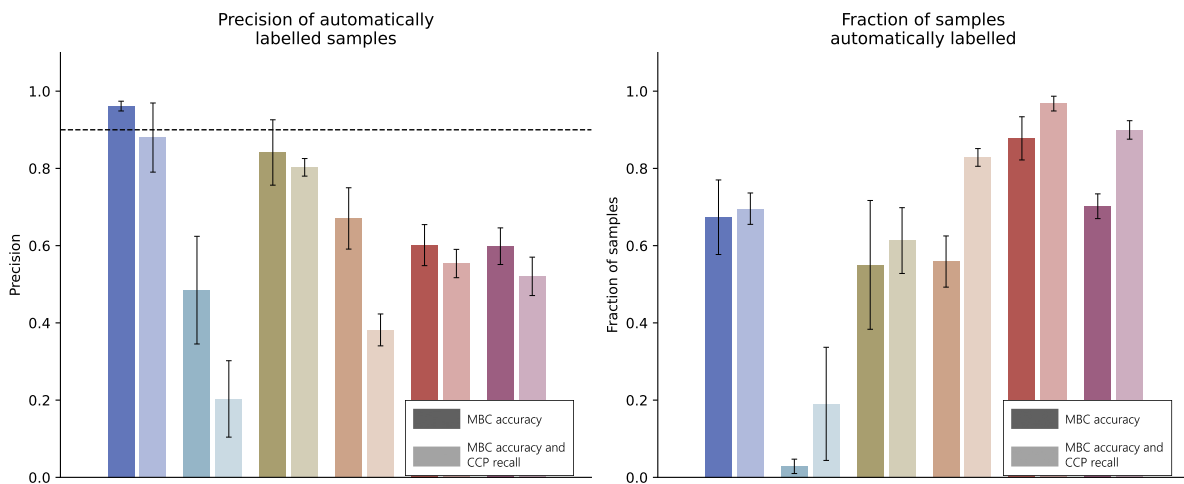 Precision of automatically
labelled samples
Precision
1.0
0.8
0.6
0.4
0.2
0.0
MBC accuracy
MBC accuracy and
CCP recall
Fraction of samples
automatically labelled
Fraction of samples
1.0
0.8
0.6
0.4
0.2
0.0
MBC accuracy
MBC accuracy and
CCP recall